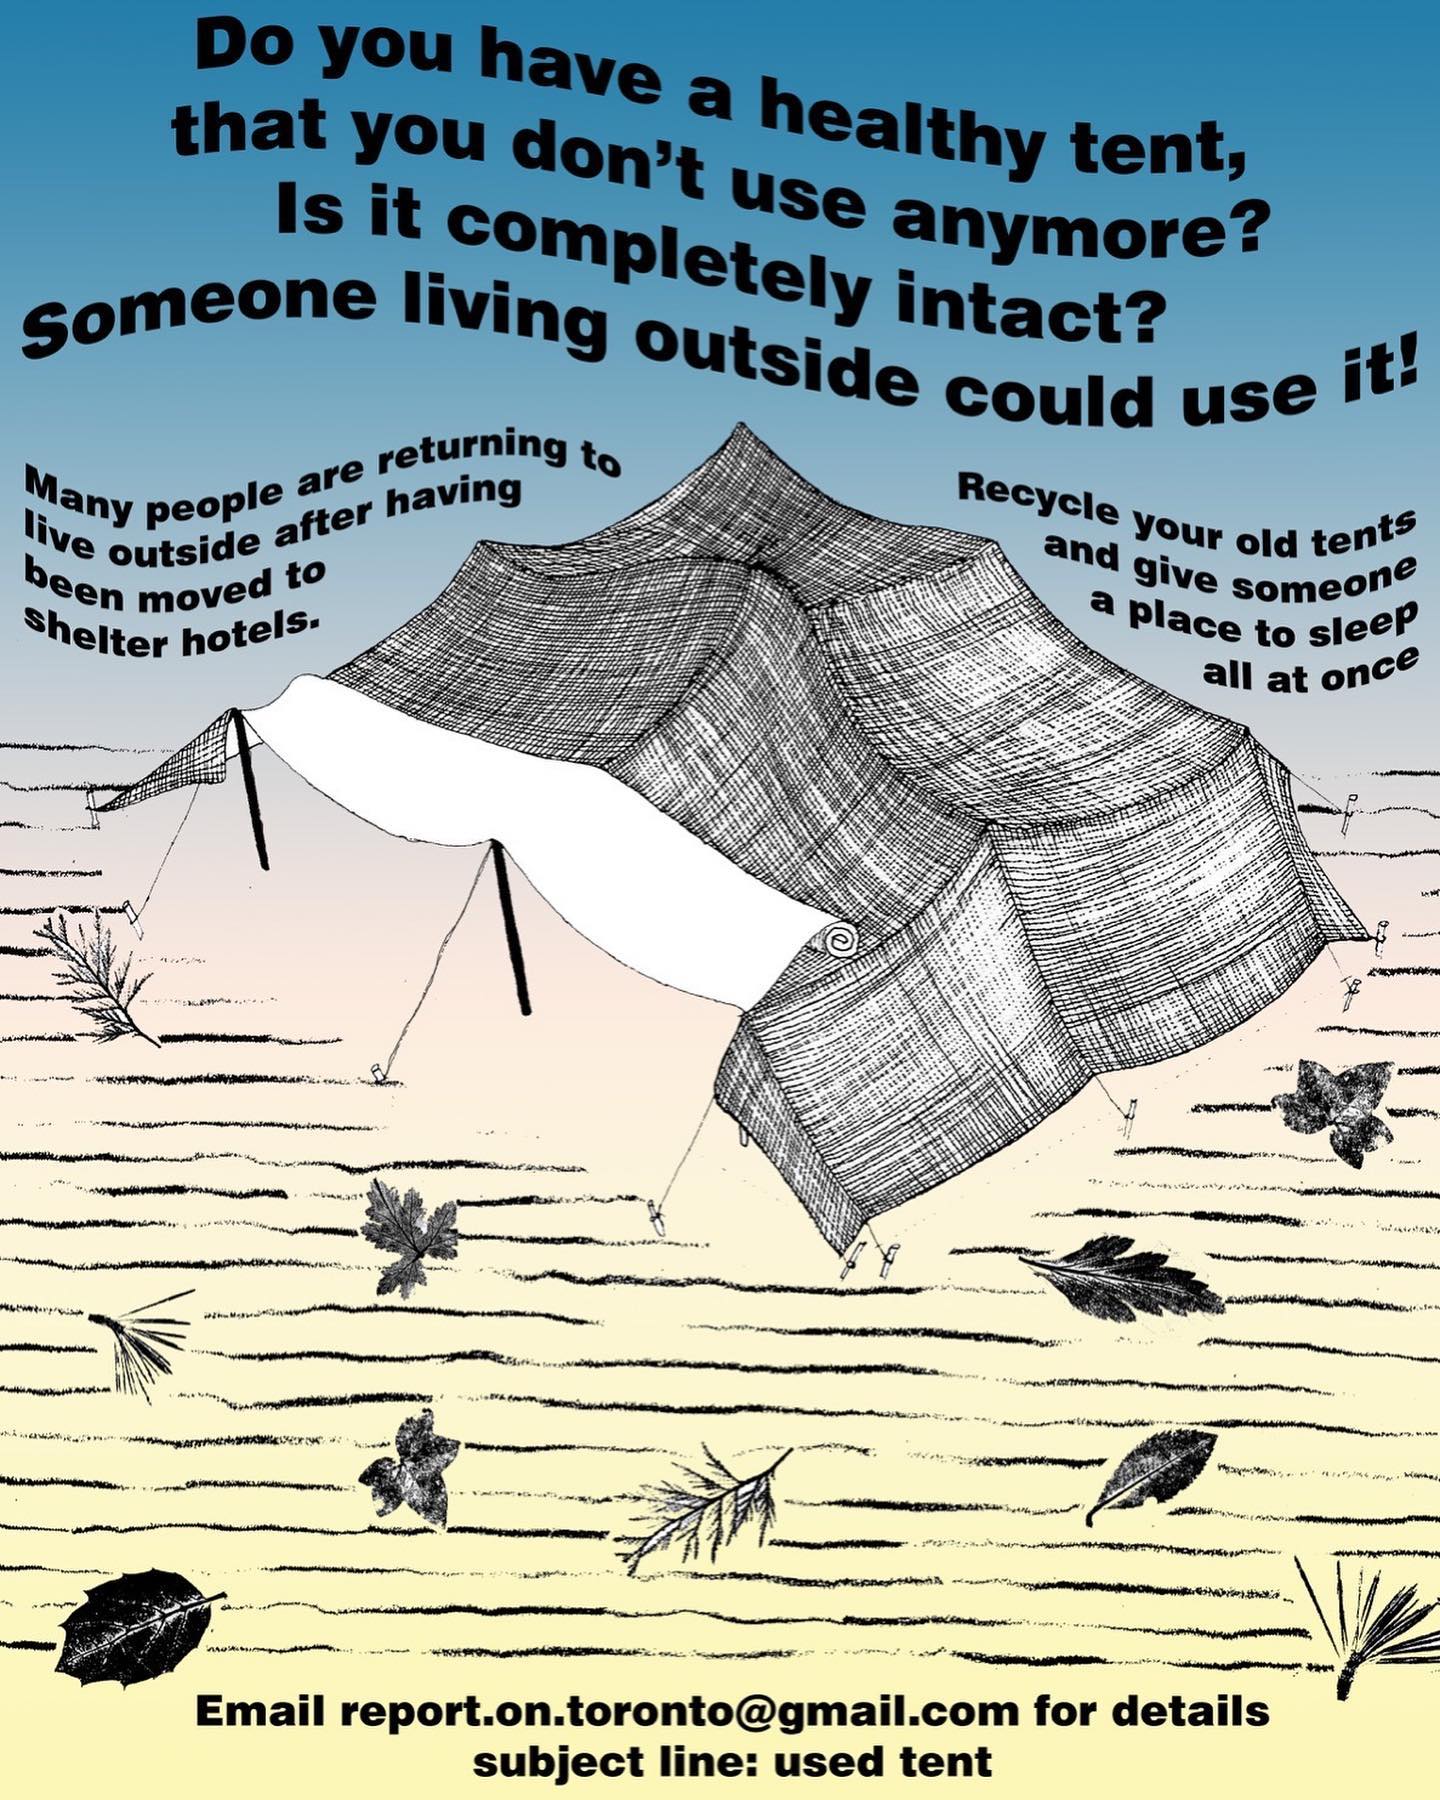 Do you have a healthy tent,
that you don't use anymore?
Is it completely intact?
Someone living outside could use it!
Many people are returning to
live outside after having
been moved to
shelter hotels.
Recycle your old tents
and give someone
a place to sleep
all at once
Email report.on.toronto@gmail.com for details
subject line: used tent